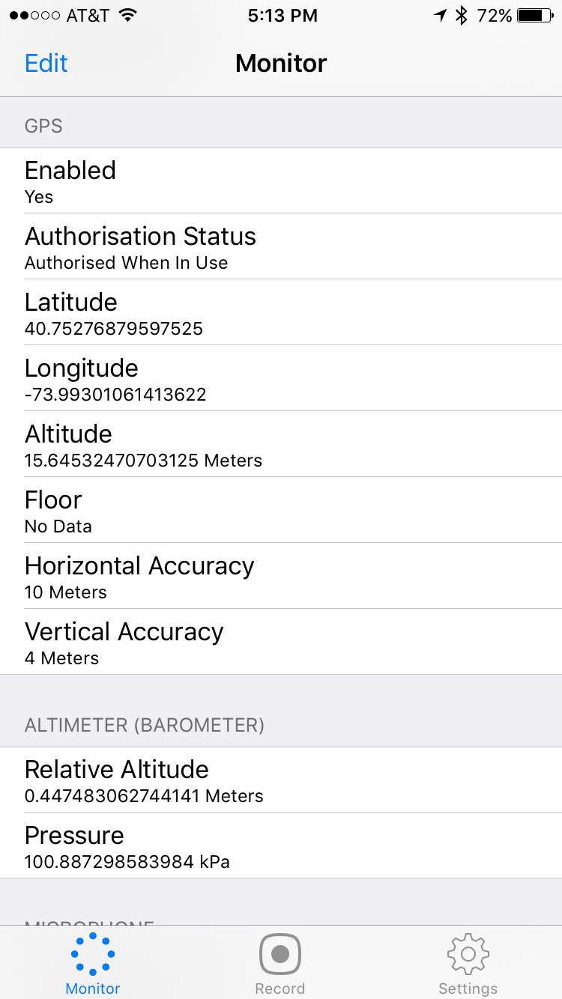 AT&T 5:13 PM 72%
Edit Monitor
GPS
Enabled
Yes
Authorisation Status
Authorised When In Use
Latitude
40.75276879597525
Longitude
-73.99301061413622
Altitude
15.64532470703125 Meters
Floor
No Data
Horizontal Accuracy
10 Meters
Vertical Accuracy
4 Meters
ALTIMETER (BAROMETER)
Relative Altitude
0.447483062744141 Meters
Pressure
100.887298583984 kPa
MICROPHONE
Monitor Record Settings